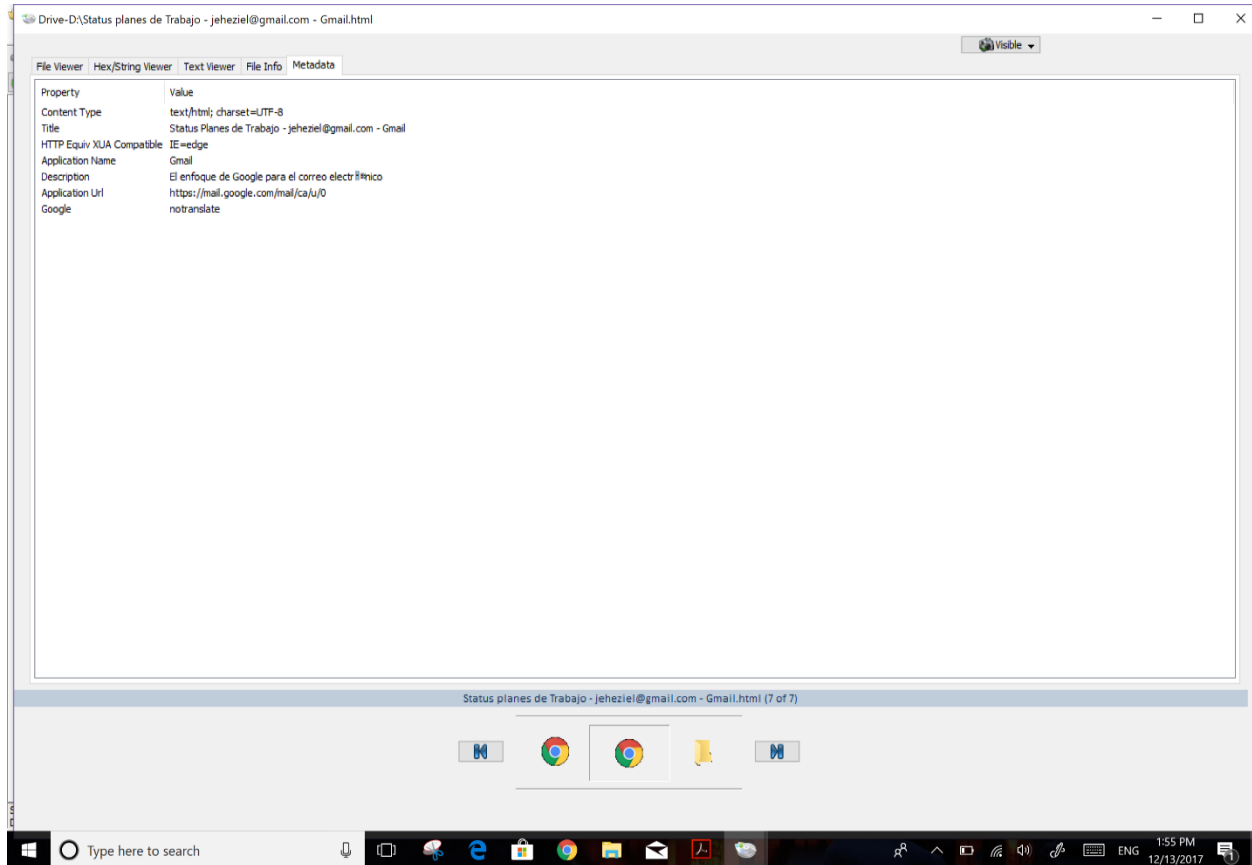 Drive-D:\Status planes de Trabajo - jeheziel@gmail.com - Gmail.html
Visible
File Viewer Hex/String Viewer Text Viewer File Info Metadata
Property Value
Content Type text/html; charset=UTF-8
Title Status Planes de Trabajo - jeheziel@gmail.com - Gmail
HTTP Equiv XUA Compatible IE=edge
Application Name Gmail
Description El enfoque de Google para el correo
Application Url https://mail.google.com/mail/ca/u/0
Google notranslate
Status planes de Trabajo - jeheziel@gmail.com - Gmail.html (7 of 7)
Type here to search
ENG
1:55 PM
12/13/2017